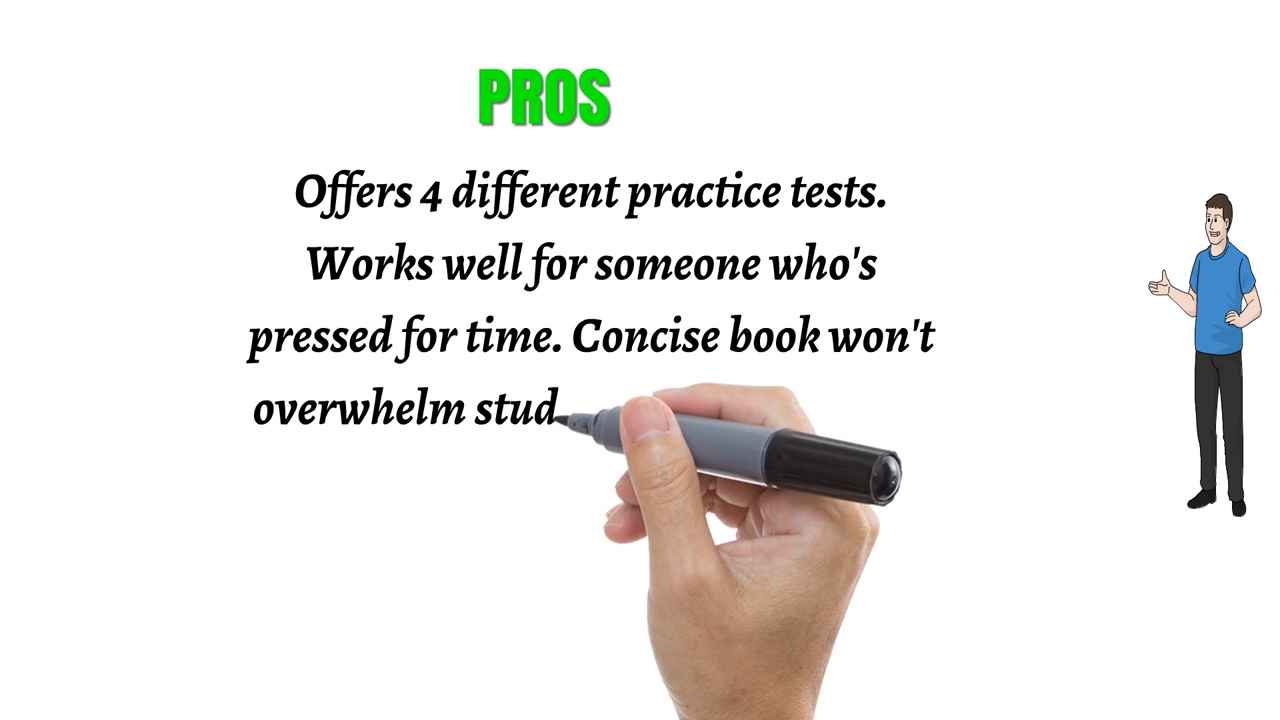 PROS
Offers 4 different practice tests.
Works well for someone who's
pressed for time. Concise book won't
overwhelm stud